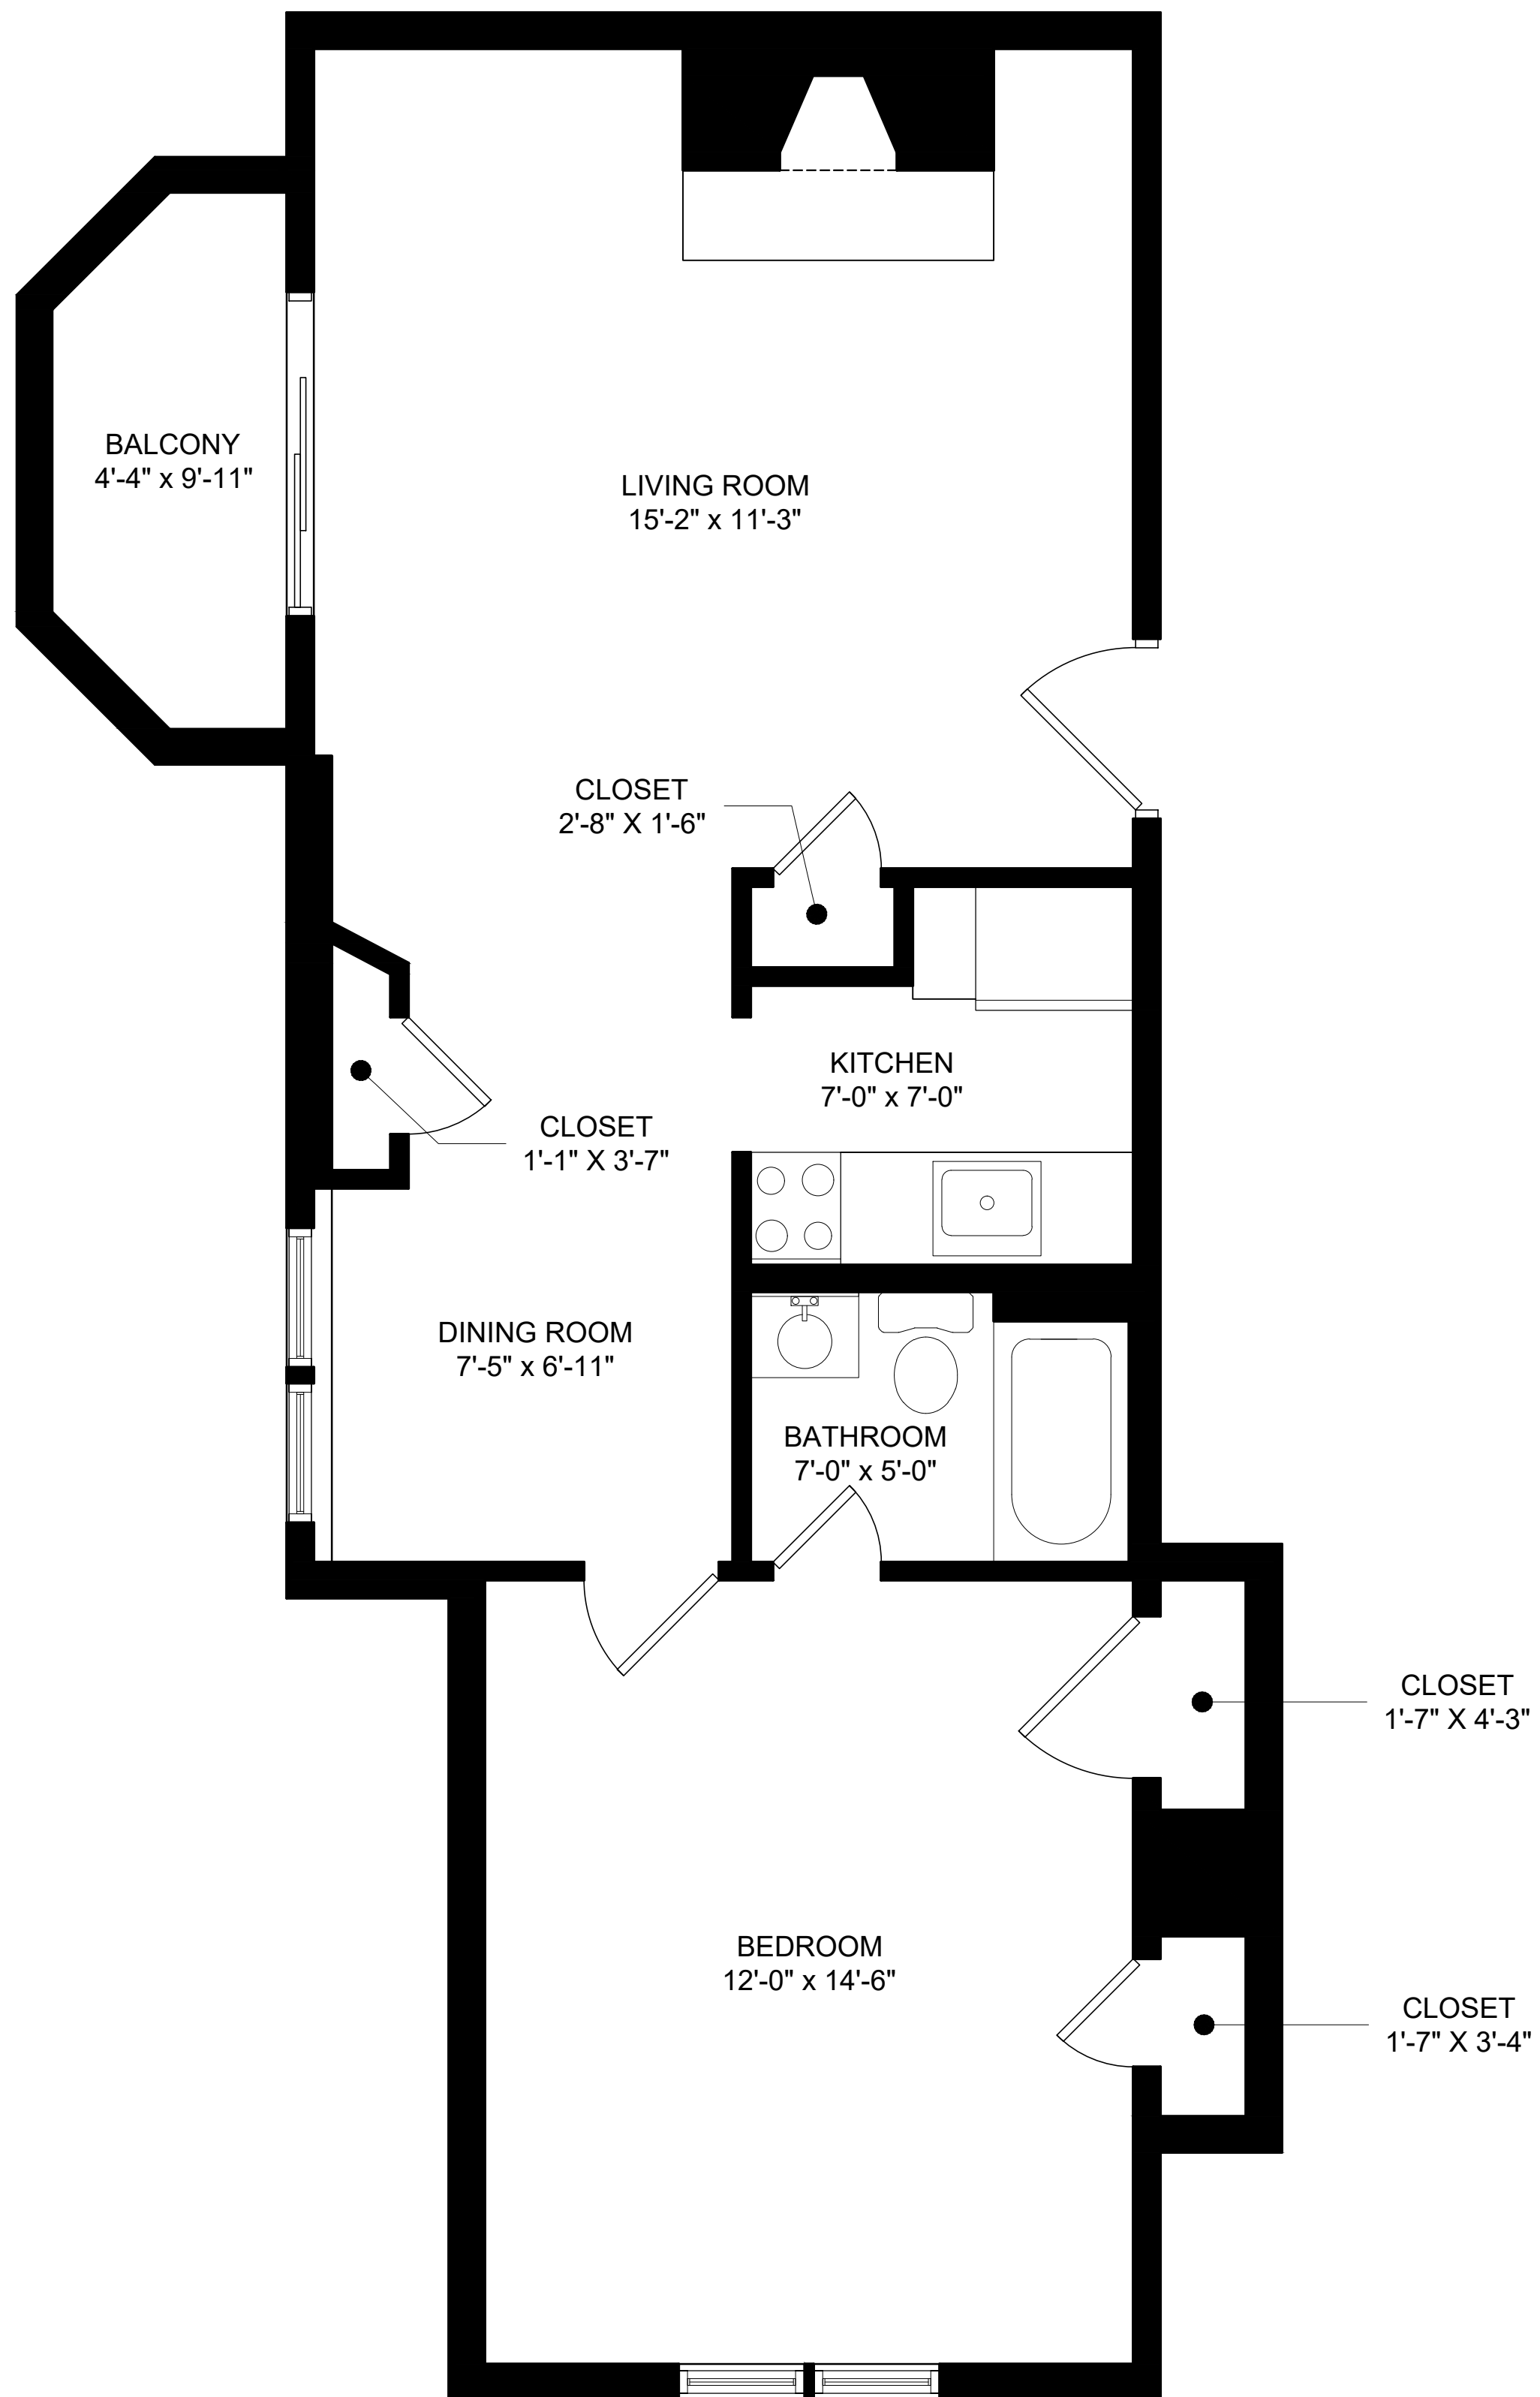 BALCONY
4'-4" x 9'-11"
LIVING ROOM
15'-2" x 11'-3"
CLOSET
2'-8" X 1'-6"
KITCHEN
7'-0" x 7'-0"
CLOSET
1'-1" X 3'-7"
DINING ROOM
7'-5" x 6'-11"
BATHROOM
7'-0" x 5'-0"
CLOSET
1'-7" X 4'-3"
BEDROOM
12'-0" x 14'-6"
CLOSET
1'-7" X 3'-4"